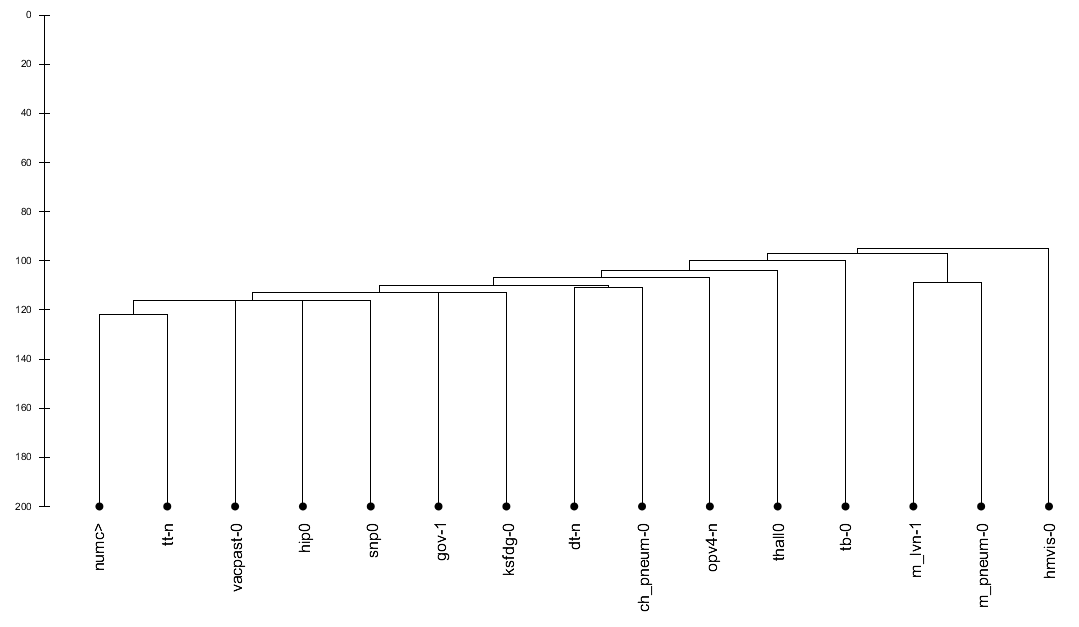 0
20
40
60
80
100
120
140
160
180
200
numc>
tt-n
vacpast-0
hip0
snp0
gov-1
ksfdg-0
dt-n
ch_pneum-0
opv4-n
thall0
tb-0
m_lvn-1
m_pneum-0
hmvis-0